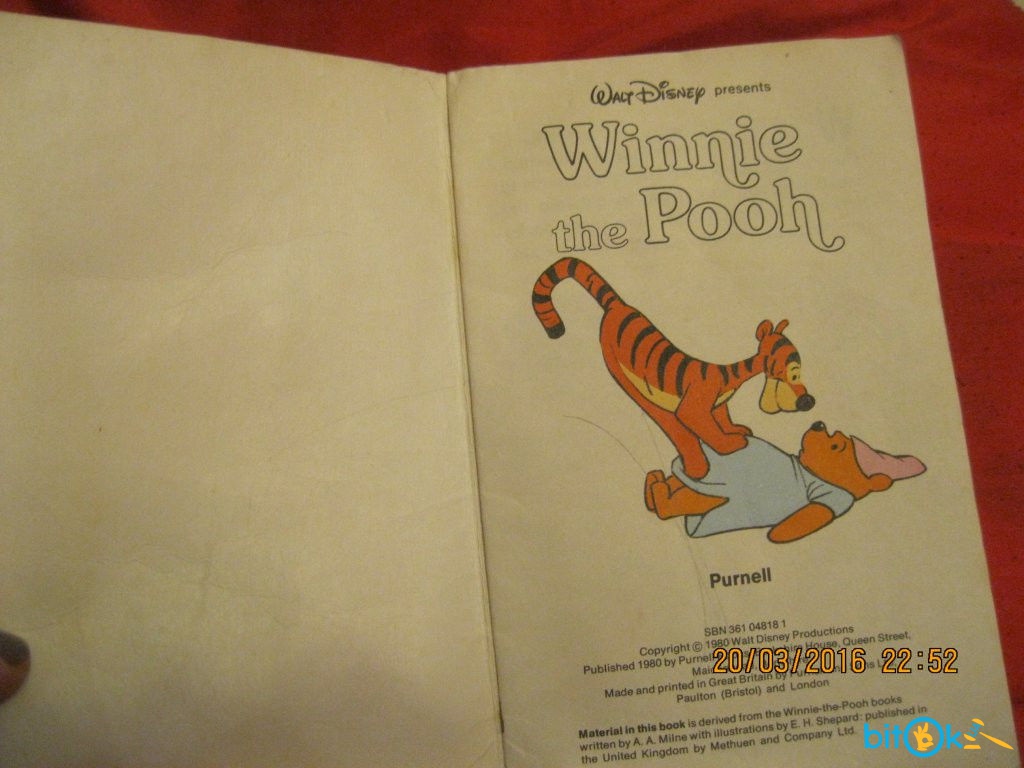 Walt Disney presents
Winnie
the Pooh
Purnell
SBN 361 04818 1
Copyright © 1980 Walt Disney Productions
Published 1980 by Purnell House, Queen Street,
Made and printed in Great Britain by
Paulton (Bristol) and London
Material in this book is derived from the Winnie-the-Pooh books
written by A. A. Milne with illustrations by E. H. Shepard: published in
the United Kingdom by Methuen and Company Ltd.
20/03/2016 22:52
bitOk